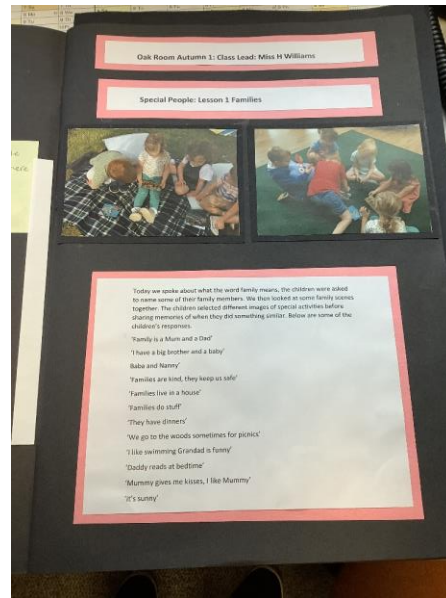 Oak Room Autumn 1: Class Lead: Miss H Williams
Special People: Lesson 1 Families
Today we spoke about what the word family means, the children were asked
to name some of their family members. We then looked at some family scenes
together. The children selected different images of special activities before
sharing memories of when they did something similar. Below are some of the
children's responses.
'Family is a Mum and a Dad'
'I have a big brother and a baby'
Baba and Nanny'
'Families are kind, they keep us safe'
'Families live in a house'
'Families do stuff'
'They have dinners'
'We go to the woods sometimes for picnics'
'I like swimming Grandad is funny'
'Daddy reads at bedtime'
'Mummy gives me kisses, I like Mummy'
'It's sunny'